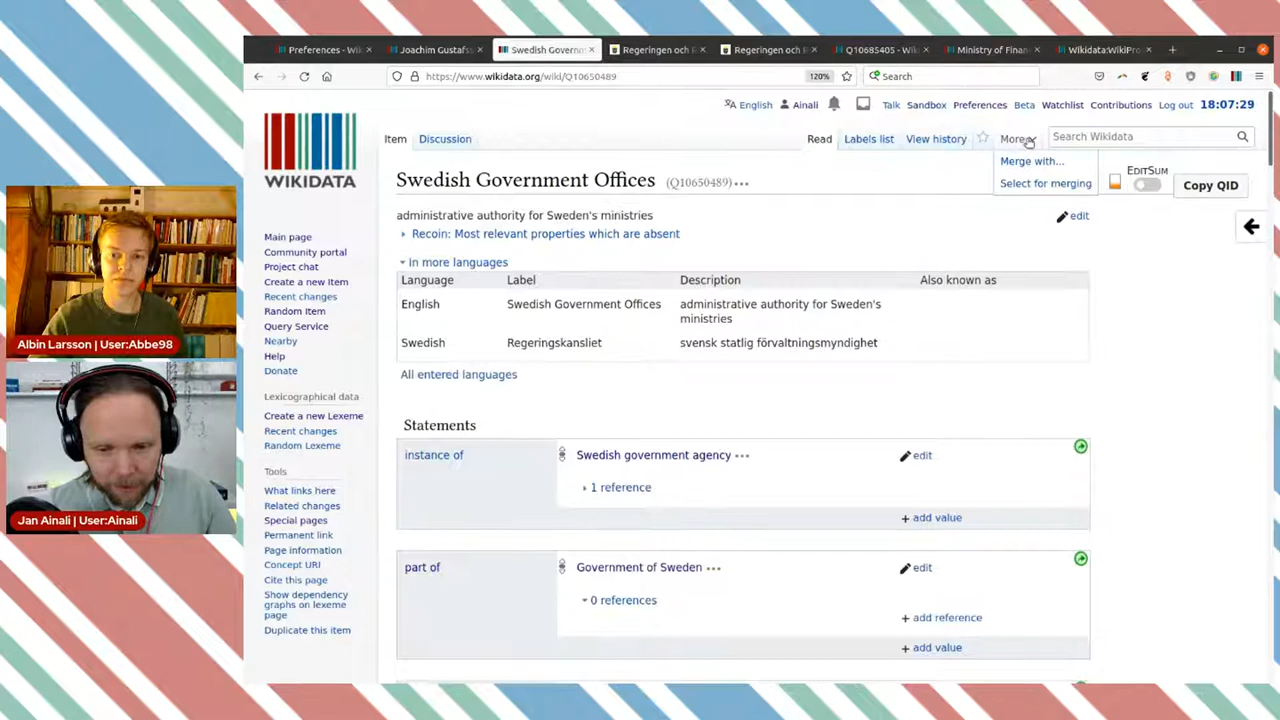 Preferences - Wik
Joachim Gustafss
Swedish Governm
Regeringen och R
Regeringen och R
Q10685405 - Wik
Ministry of Finan
Wikidata:WikiPro
https://www.wikidata.org/wiki/Q10650489
120%
Search
English
Ainali
Talk
Sandbox
Preferences
Beta
Watchlist
Contributions
Log out
18:07:29
WIKIDATA
Item
Discussion
Read
Labels list
View history
More
Search Wikidata
Merge with...
Select for merging
EditSum
Copy QID
Swedish Government Offices (Q10650489)
administrative authority for Sweden's ministries
edit
Recoin: Most relevant properties which are absent
In more languages
Language Label Description Also known as
English Swedish Government Offices administrative authority for Sweden's
ministries
Swedish Regeringskansliet svensk statlig förvaltningsmyndighet
All entered languages
Statements
instance of
Swedish government agency
edit
1 reference
+ add value
part of
Government of Sweden
edit
0 references
+ add reference
+ add value
Main page
Community portal
Project chat
Create a new Item
Recent changes
Random Item
Query Service
Nearby
Help
Donate
Lexicographical data
Create a new Lexeme
Recent changes
Random Lexeme
Tools
What links here
Related changes
Special pages
Permanent link
Page information
Concept URI
Cite this page
Show dependency
graphs on lexeme
page
Duplicate this item
Albin Larsson | User:Abbe98
Jan Ainali | User:Ainali